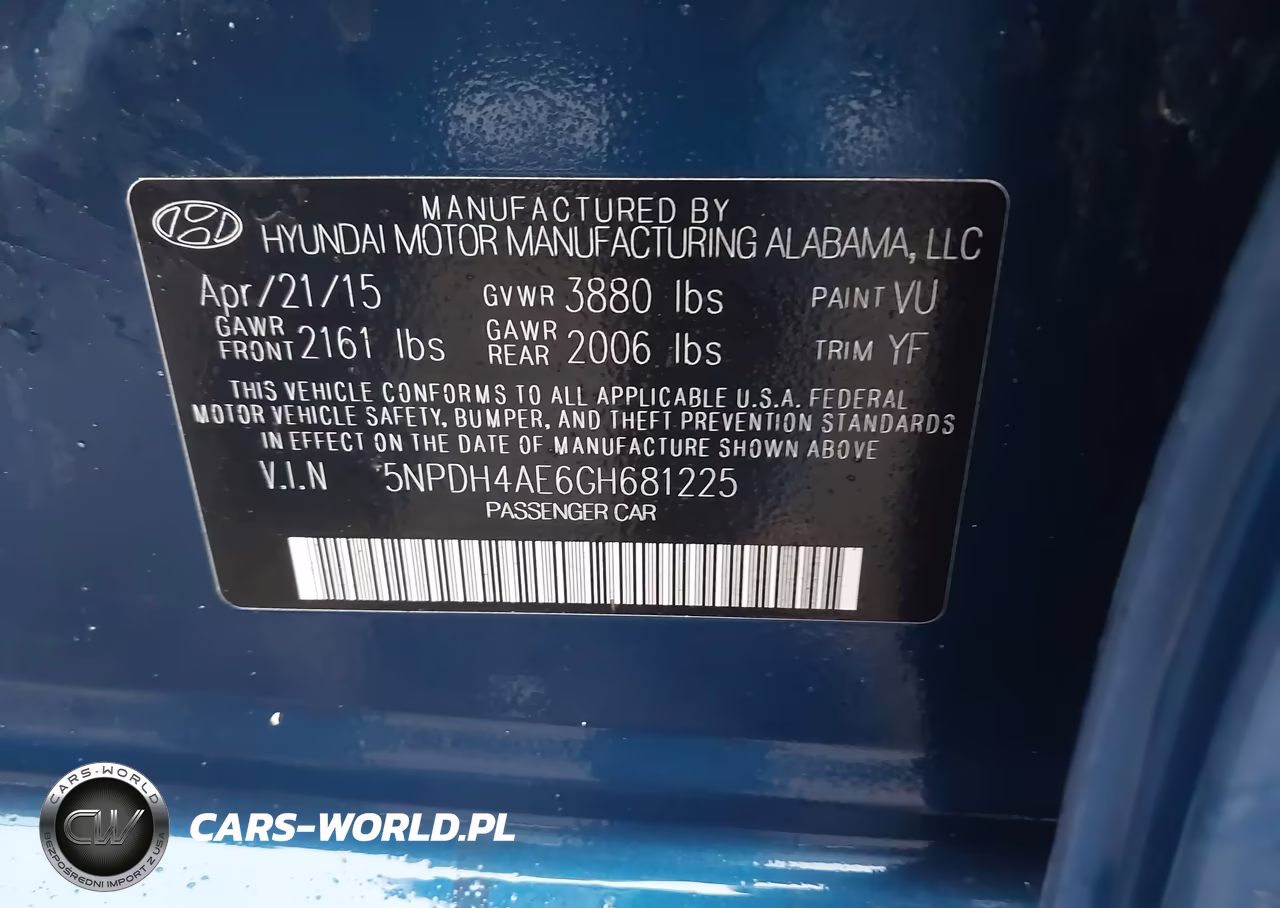 MANUFACTURED BY
HYUNDAI MOTOR MANUFACTURING ALABAMA, LLC
Apr/21/15 GVWR 3880 lbs PAINT VU
GAWR FRONT 2161 lbs GAWR REAR 2006 lbs TRIM YF
THIS VEHICLE CONFORMS TO ALL APPLICABLE U.S.A. FEDERAL
MOTOR VEHICLE SAFETY, BUMPER, AND THEFT PREVENTION STANDARDS
IN EFFECT ON THE DATE OF MANUFACTURE SHOWN ABOVE
V.I.N 5NPDH4AE6GH681225
PASSENGER CAR
CARS-WORLD
CW
BEZPOŚREDNI IMPORT Z USA
CARS-WORLD.PL